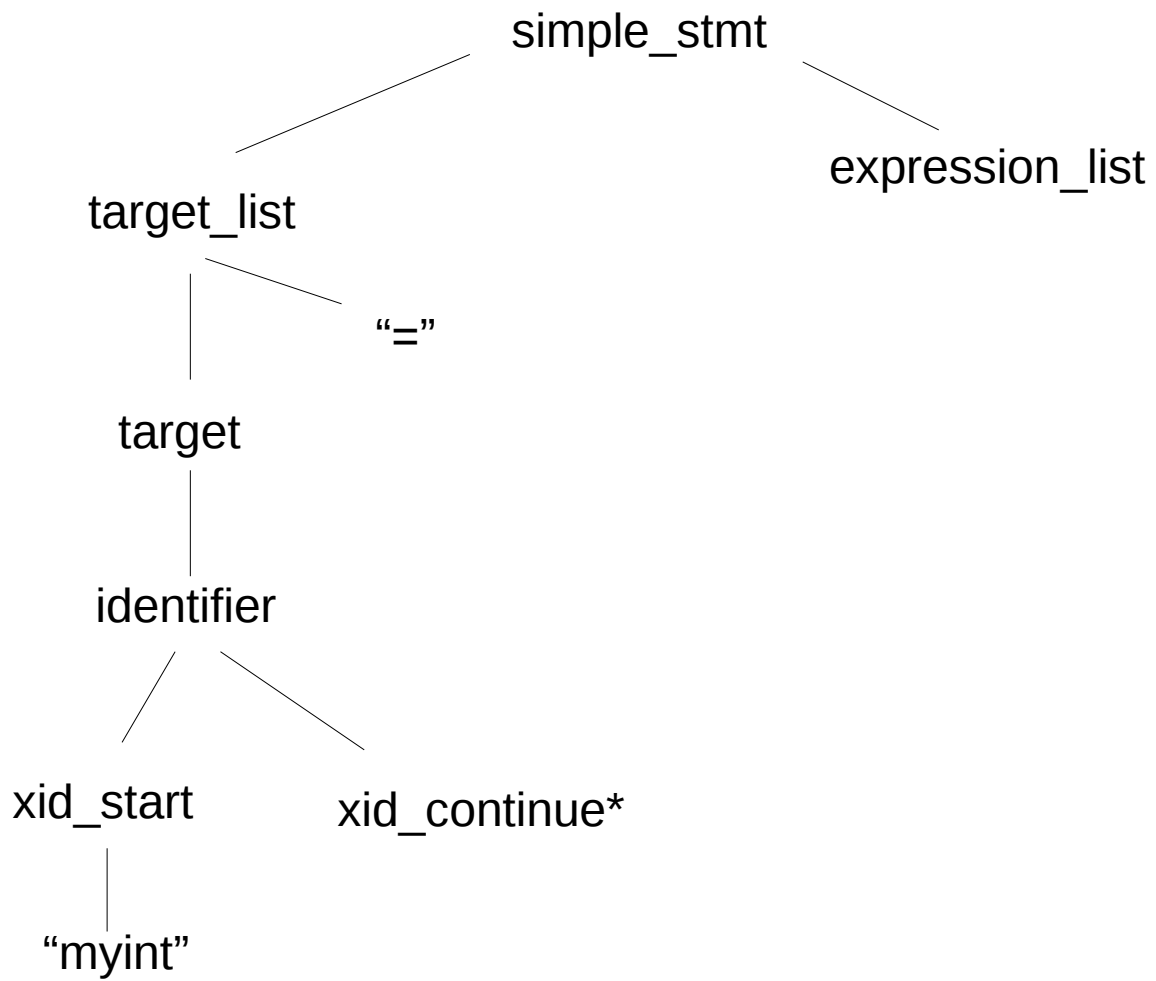 simple_stmt
expression_list
target_list
“=”
target
identifier
xid_start
xid_continue*
“myint”